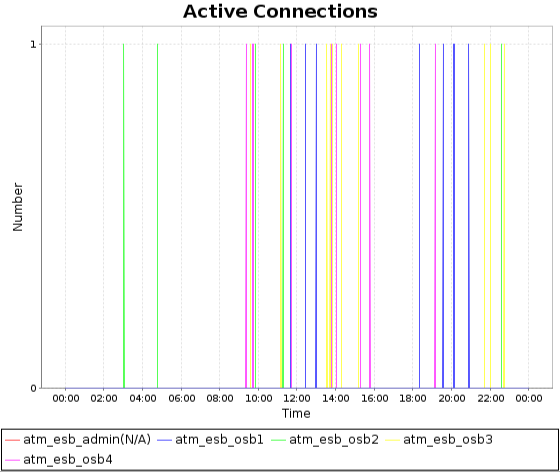 Active Connections
1
Number
0
00:00 02:00 04:00 06:00 08:00 10:00 12:00 14:00 16:00 18:00 20:00 22:00 00:00
Time
atm_esb_admin(N/A) atm_esb_osb1 atm_esb_osb2 atm_esb_osb3
atm_esb_osb4